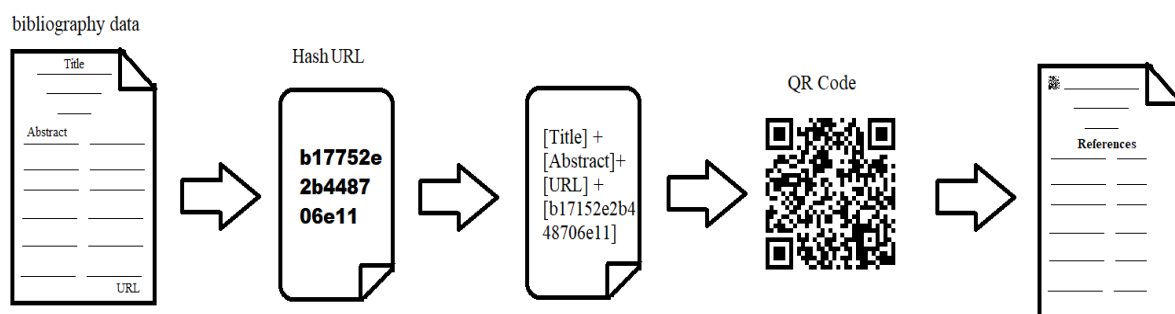 bibliography data
Title
Abstract
URL
Hash URL
b17752e
2b4487
06e11
[Title] +
[Abstract]+
[URL] +
[b17152e2b4
48706e11]
QR Code
References